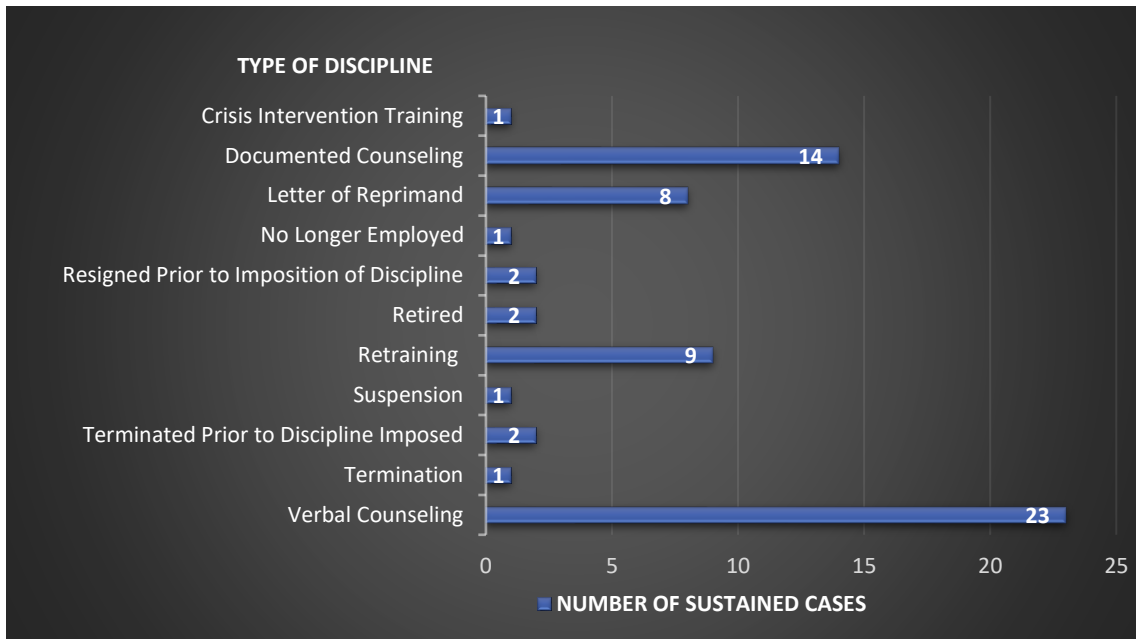 TYPE OF DISCIPLINE
Crisis Intervention Training 1
Documented Counseling 14
Letter of Reprimand 8
No Longer Employed 1
Resigned Prior to Imposition of Discipline 2
Retired 2
Retraining 9
Suspension 1
Terminated Prior to Discipline Imposed 2
Termination 1
Verbal Counseling 23
0 5 10 15 20 25
NUMBER OF SUSTAINED CASES